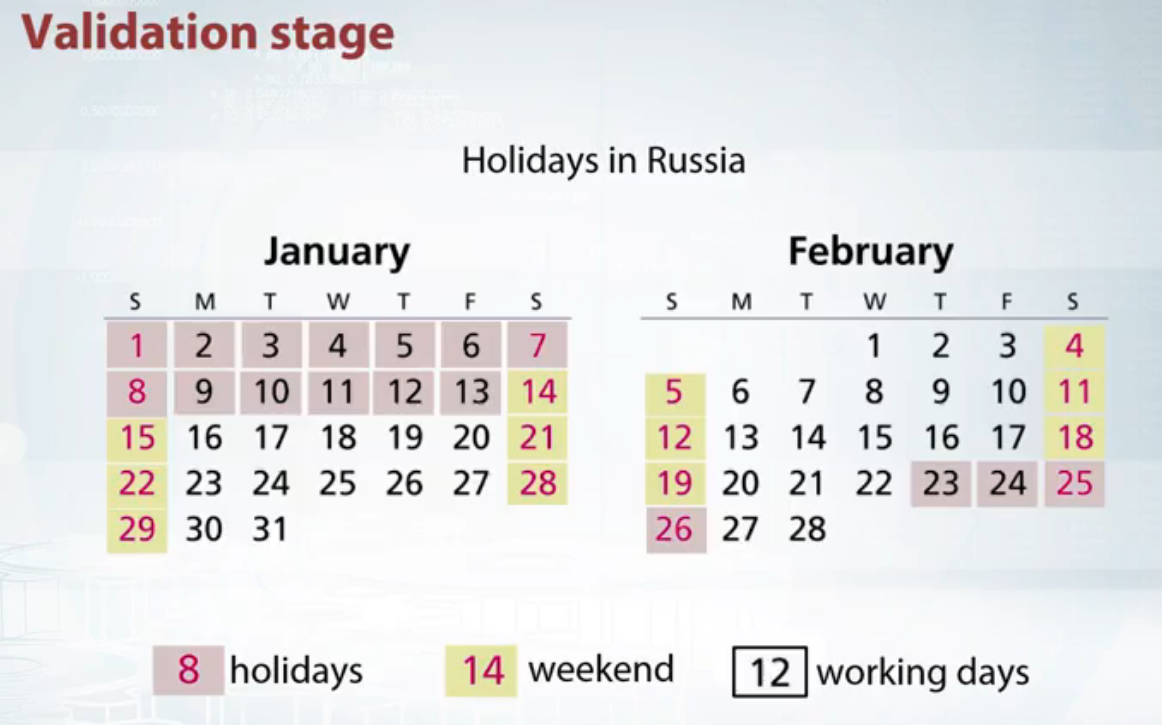 Validation stage
Holidays in Russia
January
S M T W T F S
1 2 3 4 5 6 7
8 9 10 11 12 13 14
15 16 17 18 19 20 21
22 23 24 25 26 27 28
29 30 31
February
S M T W T F S
1 2 3 4
5 6 7 8 9 10 11
12 13 14 15 16 17 18
19 20 21 22 23 24 25
26 27 28
8 holidays 14 weekend 12 working days